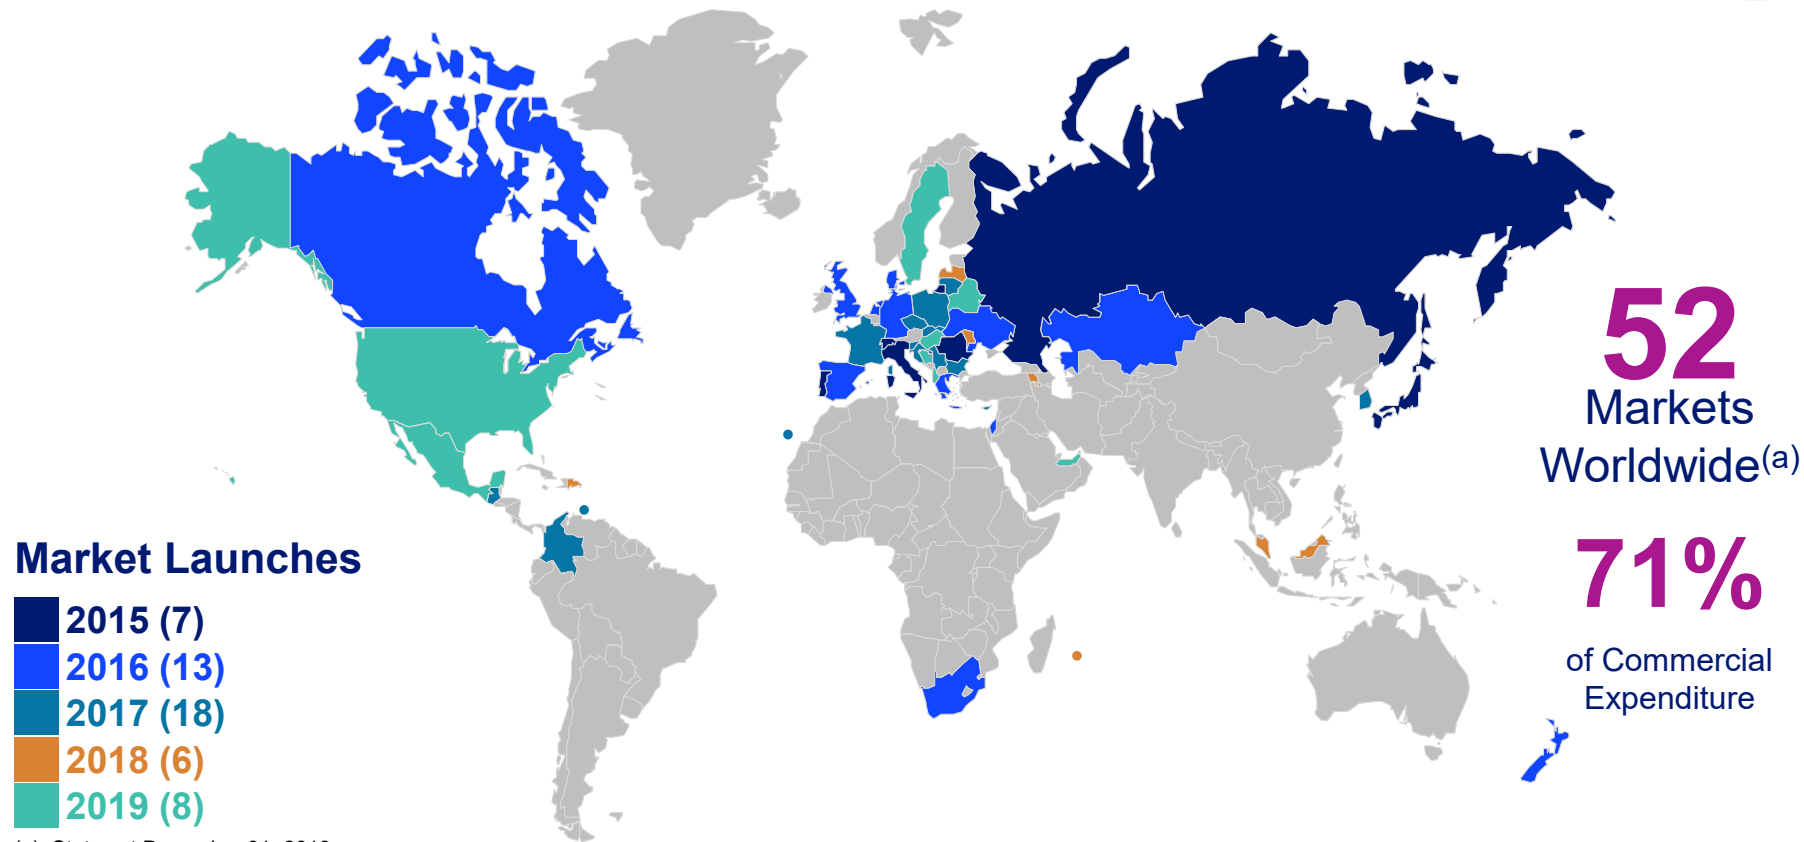 52
Markets
Worldwide(a)
71%
of Commercial
Expenditure
Market Launches
2015 (7)
2016 (13)
2017 (18)
2018 (6)
2019 (8)